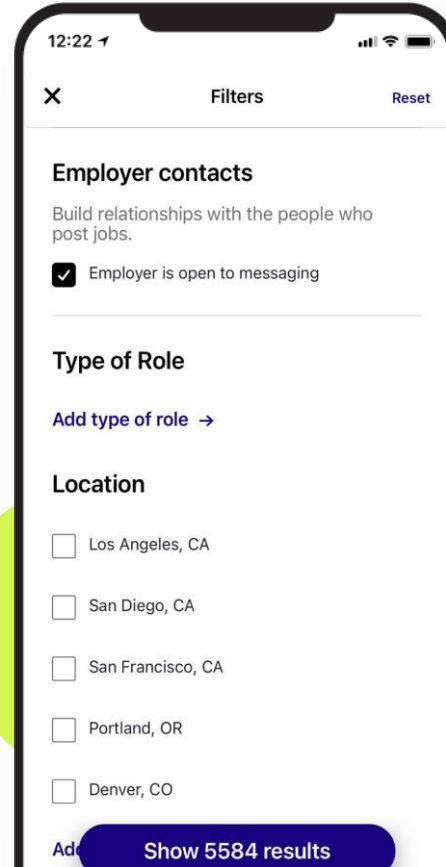 12:22
Filters
Reset
Employer contacts
Build relationships with the people who
post jobs.
Employer is open to messaging
Type of Role
Add type of role →
Location
Los Angeles, CA
San Diego, CA
San Francisco, CA
Portland, OR
Denver, CO
Show 5584 results